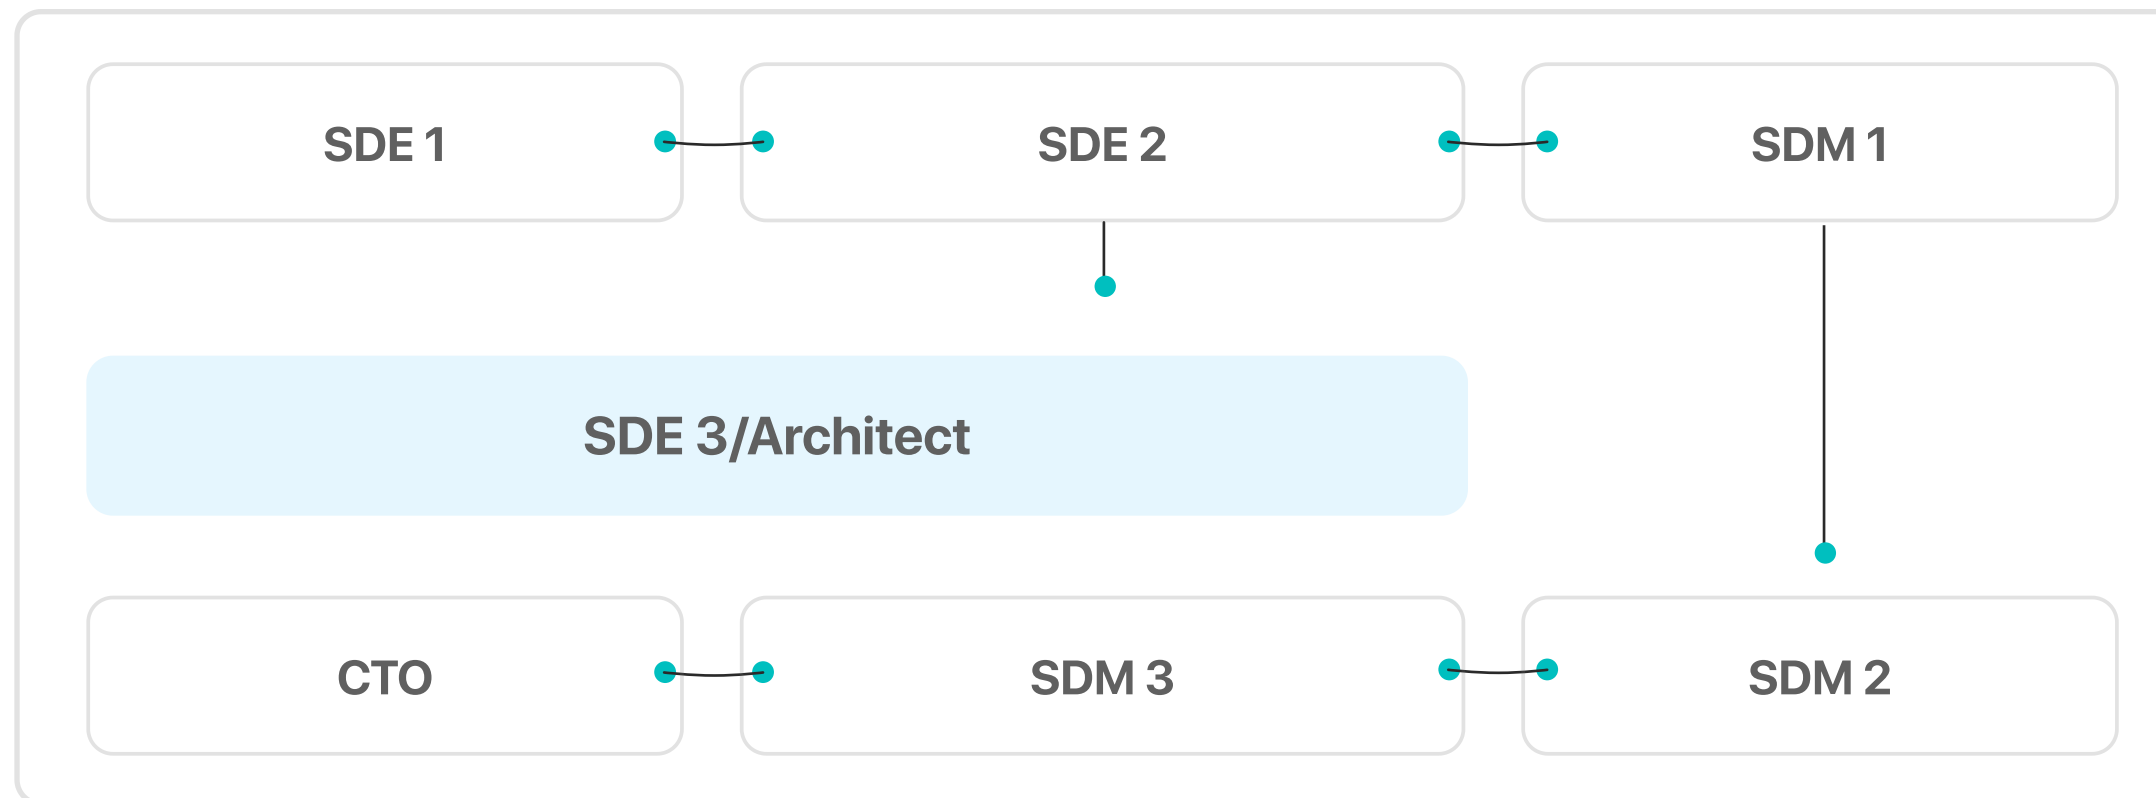 SDE 1
SDE 2
SDM 1
SDE 3/Architect
CTO
SDM 3
SDM 2